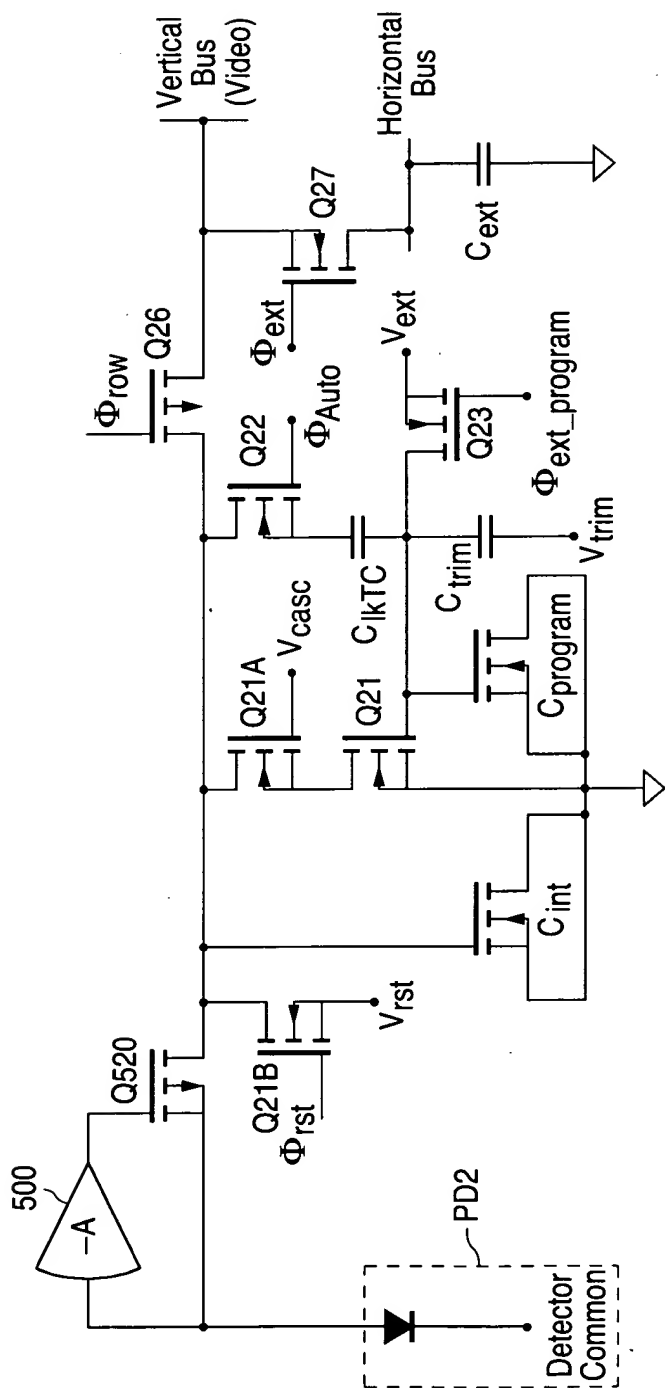 500
-A
Q520
Φrow
Q26
Vertical
Bus
(Video)
Q21B
Φrst
Vrst
Q21A
Vcasc
Q22
ΦAuto
Φext
Q27
Horizontal
Bus
Q21
ClkTC
Vext
Cext
Q23
Φext_program
Ctrim
Vtrim
Cint
Cprogram
PD2
Detector
Common